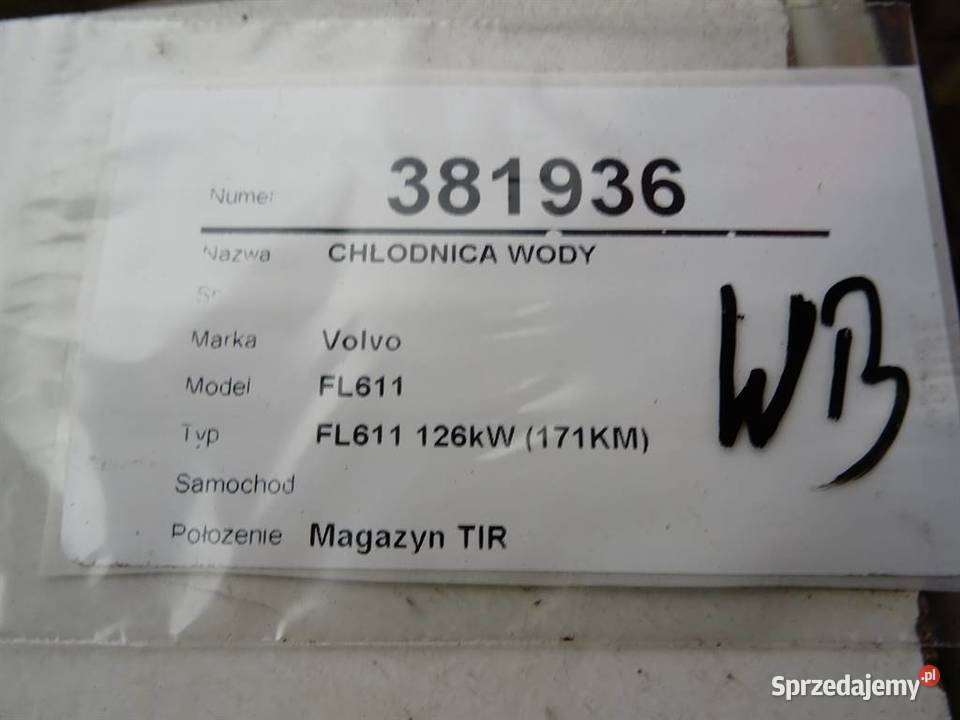 Numer 381936
Nazwa CHLODNICA WODY
Marka Volvo
Model FL611
Typ FL611 126kW (171KM)
Samochod
Położenie Magazyn TIR
WB
Sprzedajemy.pl